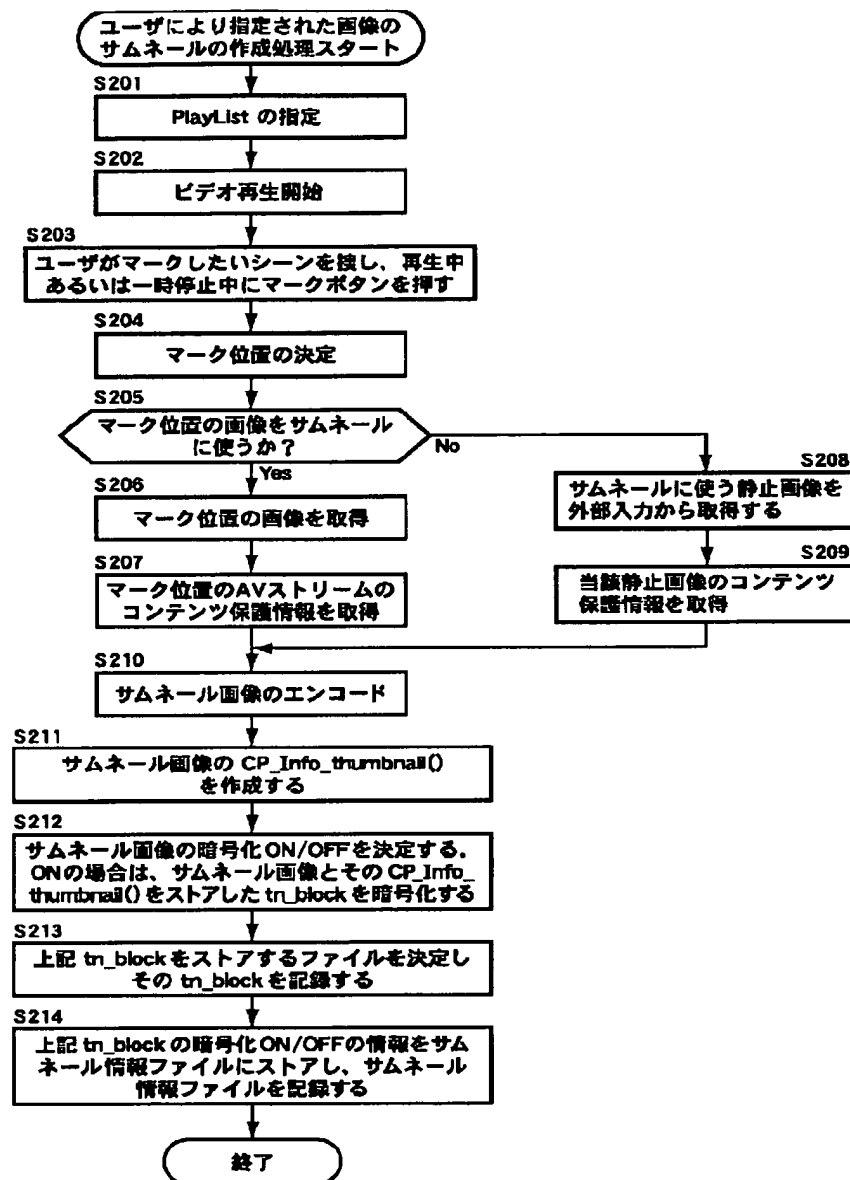 ユーザにより指定された画像の
サムネールの作成処理スタート
S201
PlayList の指定
S202
ビデオ再生開始
S203
ユーザがマークしたいシーンを捜し、再生中
あるいは一時停止中にマークボタンを押す
S204
マーク位置の決定
S205
マーク位置の画像をサムネール
に使うか？
No
Yes
S206
マーク位置の画像を取得
S207
マーク位置のAVストリームの
コンテンツ保護情報を取得
S208
サムネールに使う静止画像を
外部入力から取得する
S209
当該静止画像のコンテンツ
保護情報を取得
S210
サムネール画像のエンコード
S211
サムネール画像の CP_Info_thumbnail()
を作成する
S212
サムネール画像の暗号化ON/OFFを決定する。
ONの場合は、サムネール画像とそのCP_Info_
thumbnail()をストアしたtn_blockを暗号化する
S213
上記 tn_block をストアするファイルを決定し
その tn_block を記録する
S214
上記 tn_block の暗号化ON/OFFの情報をサム
ネール情報ファイルにストアし、サムネール
情報ファイルを記録する
終了